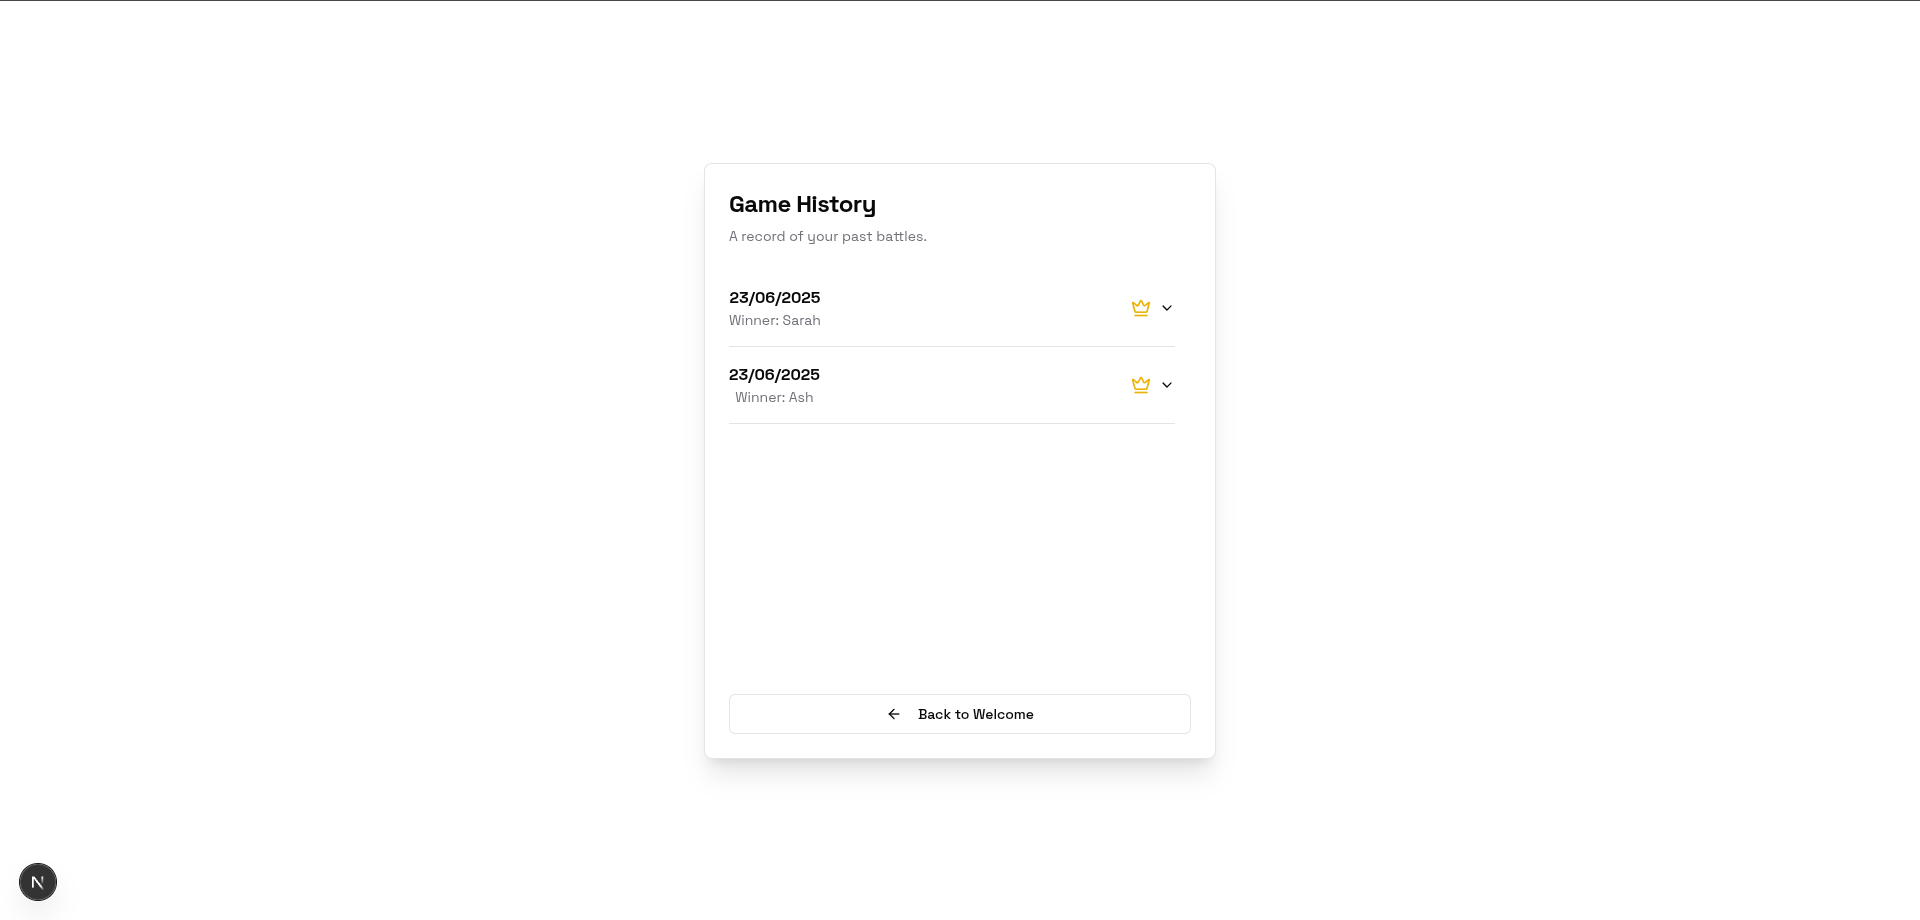 Game History
A record of your past battles.
23/06/2025
Winner: Sarah
23/06/2025
Winner: Ash
Back to Welcome
N